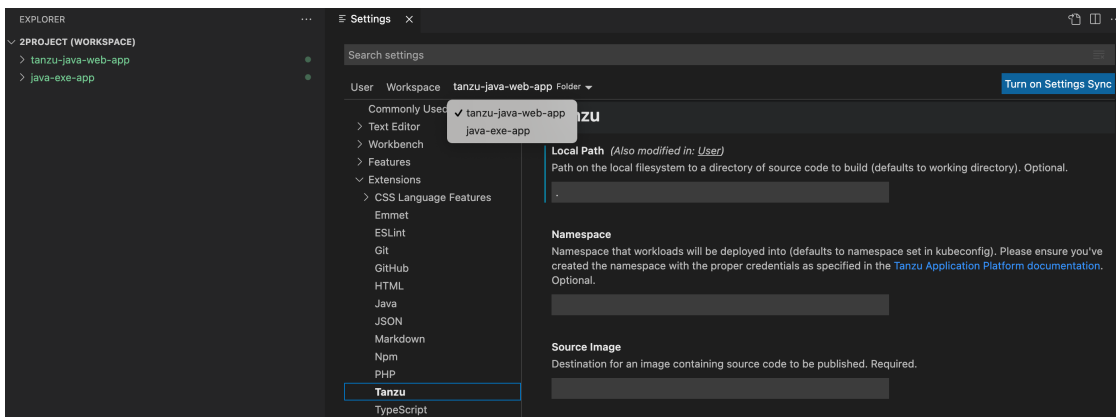 EXPLORER
2PROJECT (WORKSPACE)
tanzu-java-web-app
java-exe-app
Settings
Search settings
User Workspace tanzu-java-web-app Folder
Turn on Settings Sync
tanzu-java-web-app
java-exe-app
Commonly Used
Text Editor
Workbench
Features
Extensions
CSS Language Features
Emmet
ESLint
Git
GitHub
HTML
Java
JSON
Markdown
Npm
PHP
Tanzu
TypeScript
nzu
Local Path (Also modified in: User)
Path on the local filesystem to a directory of source code to build (defaults to working directory). Optional.
.
Namespace
Namespace that workloads will be deployed into (defaults to namespace set in kubeconfig). Please ensure you've
created the namespace with the proper credentials as specified in the Tanzu Application Platform documentation.
Optional.
Source Image
Destination for an image containing source code to be published. Required.